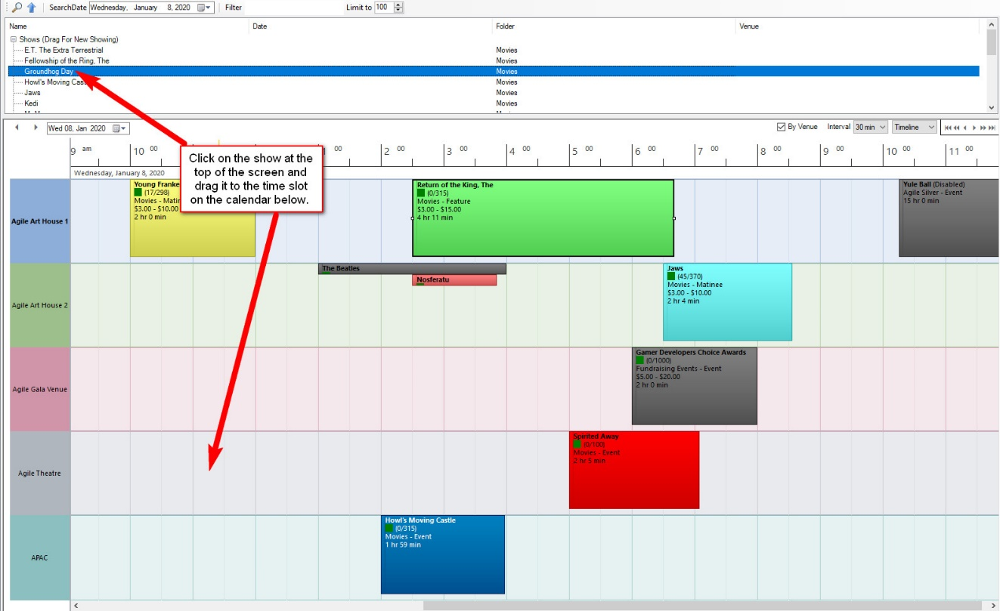 SearchDate Wednesday, January 8, 2020 Filter Limit to 100
Name Date Folder Venue
Shows (Drag For New Showing)
E.T. The Extra Terrestrial Movies
Fellowship of the Ring, The Movies
Groundhog Day Movies
Howl's Moving Movies
Jaws Movies
Kedi Movies
Wed 08, Jan 2020 By Venue Interval 30 min Timeline
9 am 10 00 00 2 00 3 00 4 00 5 00 6 00 7 00 8 00 9 00 10 00 11 00
Wednesday, January 8, 2020
Click on the show at the
top of the screen and
drag it to the time slot
on the calendar below.
Agile Art House 1
Young Franke
(17/298)
Movies - Matin
$3.00 - $10.00
2 hr 0 min
Return of the King, The
(0/315)
Movies - Feature
$3.00 - $15.00
4 hr 11 min
Yule Ball (Disabled)
Agile Silver - Event
15 hr 0 min
Agile Art House 2
The Beatles
Nosferatu
Jaws
(45/370)
Movies - Matinee
$3.00 - $10.00
2 hr 4 min
Agile Gala Venue
Gamer Developers Choice Awards
(0/1000)
Fundraising Events - Event
$5.00 - $20.00
2 hr 0 min
Agile Theatre
Spirited Away
(0/100)
Movies - Event
2 hr 5 min
APAC
Howl's Moving Castle
(0/315)
Movies - Event
1 hr 59 min